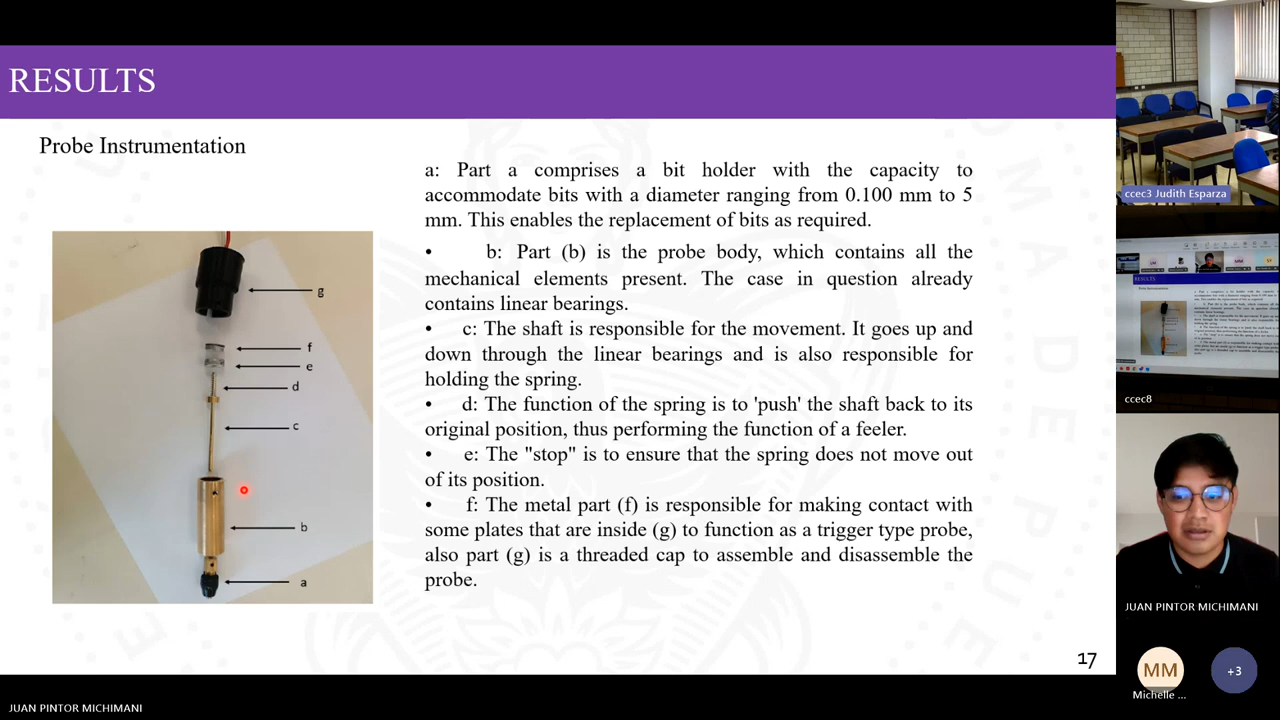 RESULTS
Probe Instrumentation
a: Part a comprises a bit holder with the capacity to
accommodate bits with a diameter ranging from 0.100 mm to 5
mm. This enables the replacement of bits as required.
• b: Part (b) is the probe body, which contains all the
mechanical elements present. The case in question already
contains linear bearings.
• c: The shaft is responsible for the movement. It goes up and
down through the linear bearings and is also responsible for
holding the spring.
• d: The function of the spring is to 'push' the shaft back to its
original position, thus performing the function of a feeler.
• e: The "stop" is to ensure that the spring does not move out
of its position.
• f: The metal part (f) is responsible for making contact with
some plates that are inside (g) to function as a trigger type probe,
also part (g) is a threaded cap to assemble and disassemble the
probe.
g
f
e
d
c
b
a
17
JUAN PINTOR MICHIMANI
ccec3 Judith Esparza
RESULTS
ccec8
JUAN PINTOR MICHIMANI
MM
+3
Michelle ...